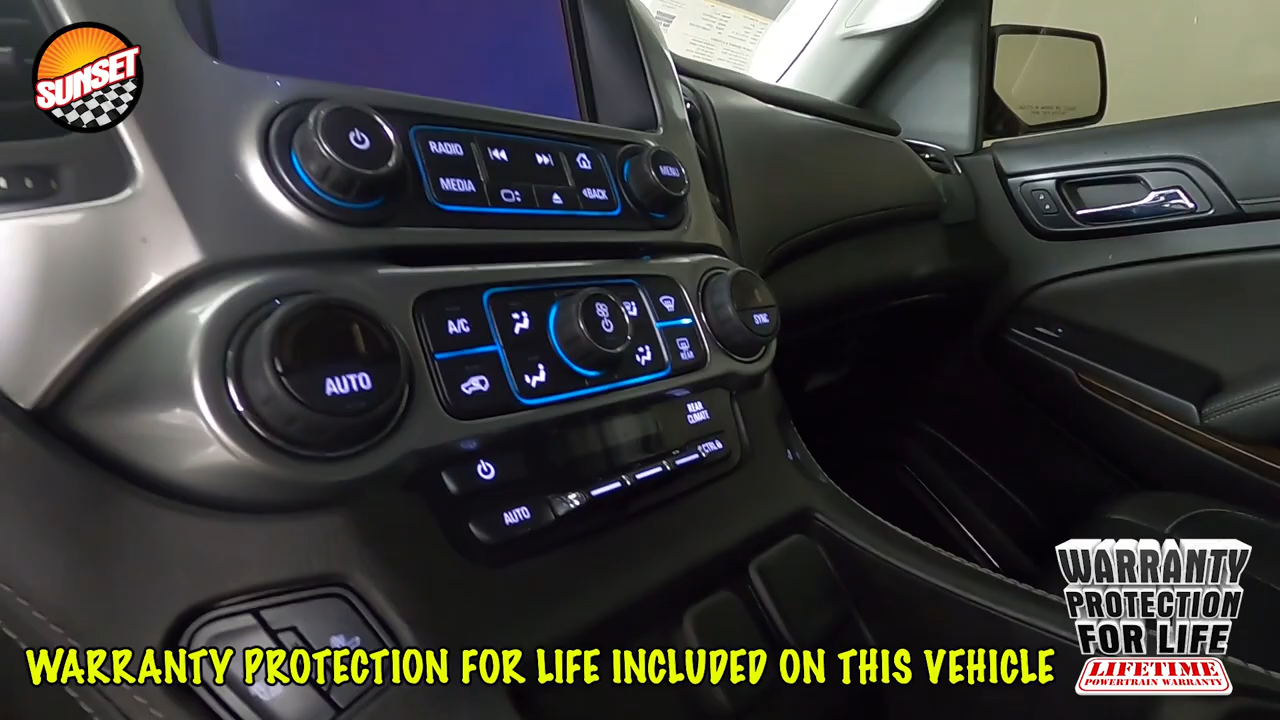 SUNSET
RADIO
MEDIA
BACK
MENU
A/C
REAR
SYNC
AUTO
REAR
CLIMATE
CTRL
AUTO
WARRANTY
PROTECTION
FOR LIFE
LIFETIME
POWERTRAIN WARRANTY
WARRANTY PROTECTION FOR LIFE INCLUDED ON THIS VEHICLE